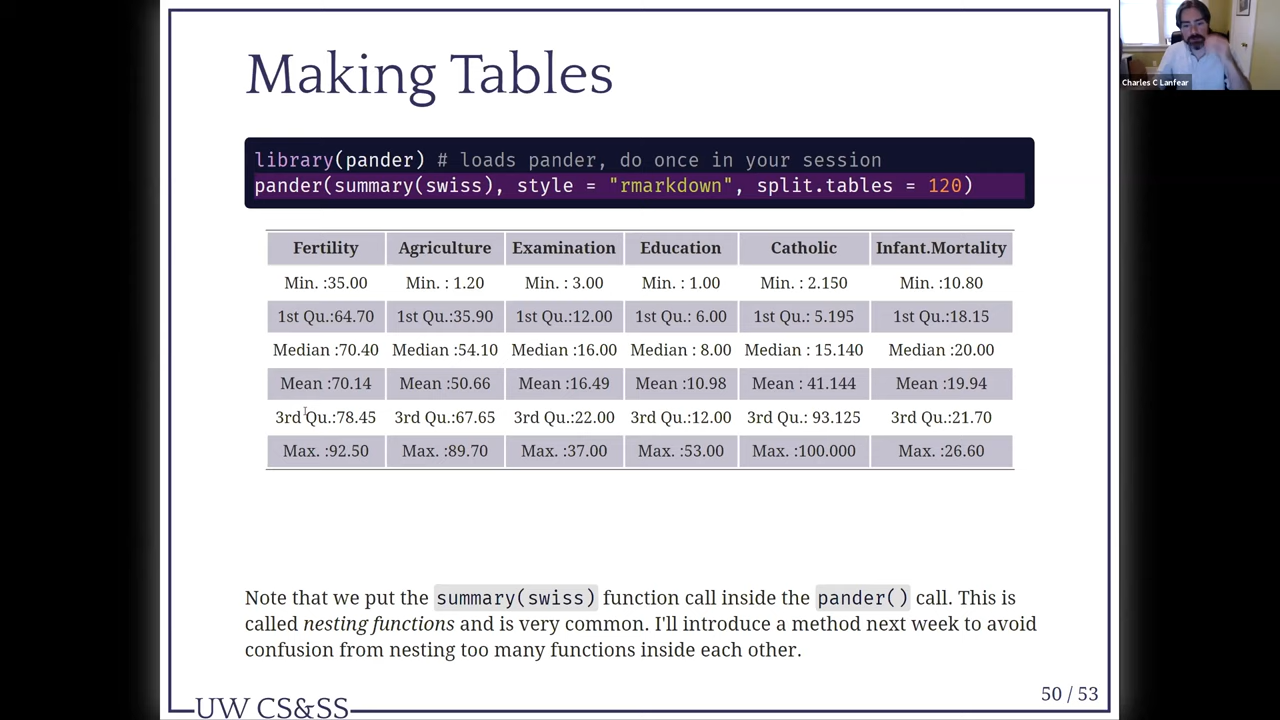 Making Tables
Charles C Lanfear
library(pander) # loads pander, do once in your session
pander(summary(swiss), style = "rmarkdown", split.tables = 120)
Fertility Agriculture Examination Education Catholic Infant.Mortality
Min. :35.00 Min. : 1.20 Min. : 3.00 Min. : 1.00 Min. : 2.150 Min. :10.80
1st Qu.:64.70 1st Qu.:35.90 1st Qu.:12.00 1st Qu.: 6.00 1st Qu.: 5.195 1st Qu.:18.15
Median :70.40 Median :54.10 Median :16.00 Median : 8.00 Median : 15.140 Median :20.00
Mean :70.14 Mean :50.66 Mean :16.49 Mean :10.98 Mean : 41.144 Mean :19.94
3rd Qu.:78.45 3rd Qu.:67.65 3rd Qu.:22.00 3rd Qu.:12.00 3rd Qu.: 93.125 3rd Qu.:21.70
Max. :92.50 Max. :89.70 Max. :37.00 Max. :53.00 Max. :100.000 Max. :26.60
Note that we put the summary(swiss) function call inside the pander() call. This is
called nesting functions and is very common. I'll introduce a method next week to avoid
confusion from nesting too many functions inside each other.
50 / 53
UW CS&SS